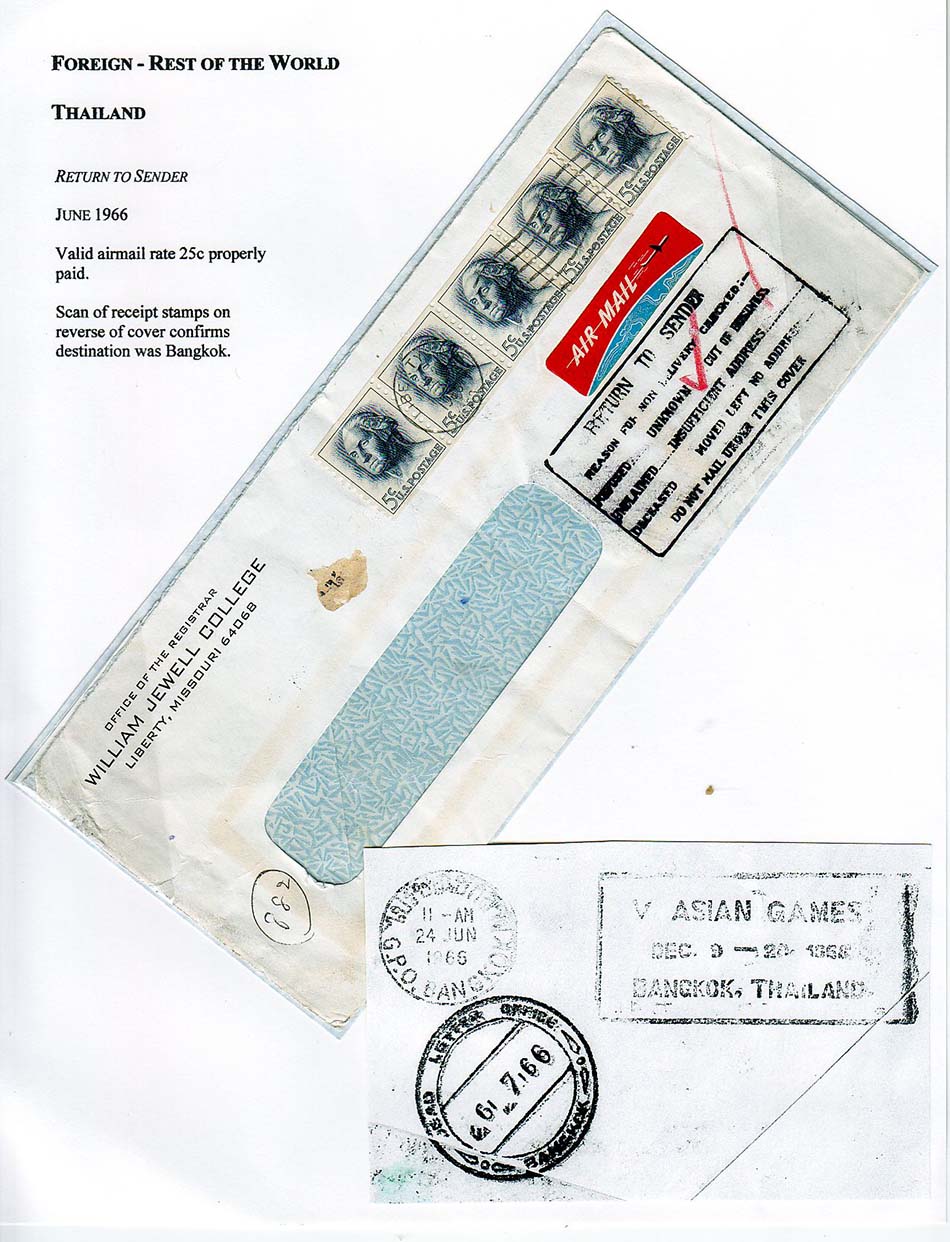 FOREIGN - REST OF THE WORLD
THAILAND
RETURN TO SENDER
JUNE 1966
Valid airmail rate 25c properly
paid.
Scan of receipt stamps on
reverse of cover confirms
destination was Bangkok.
5c U.S. POSTAGE
5c U.S. POSTAGE
5c U.S. POSTAGE
5c U.S. POSTAGE
5c U.S. POSTAGE
AIR MAIL
RETURN TO SENDER
REASON FOR NON DELIVERY CHECKED:-
REFUSED. UNKNOWN OUT OF BUSINESS
UNCLAIMED INSUFFICIENT ADDRESS
DECEASED MOVED LEFT NO ADDRESS
DO NOT MAIL UNDER THIS COVER
OFFICE OF THE REGISTRAR
WILLIAM JEWELL COLLEGE
LIBERTY, MISSOURI 64068
11 - AM
24 JUN
1966
G.P.O.
V ASIAN GAMES
DEC. 9 — 20 1966
BANGKOK, THAILAND
DEAD LETTER OFFICE
7 66
BANGKOK